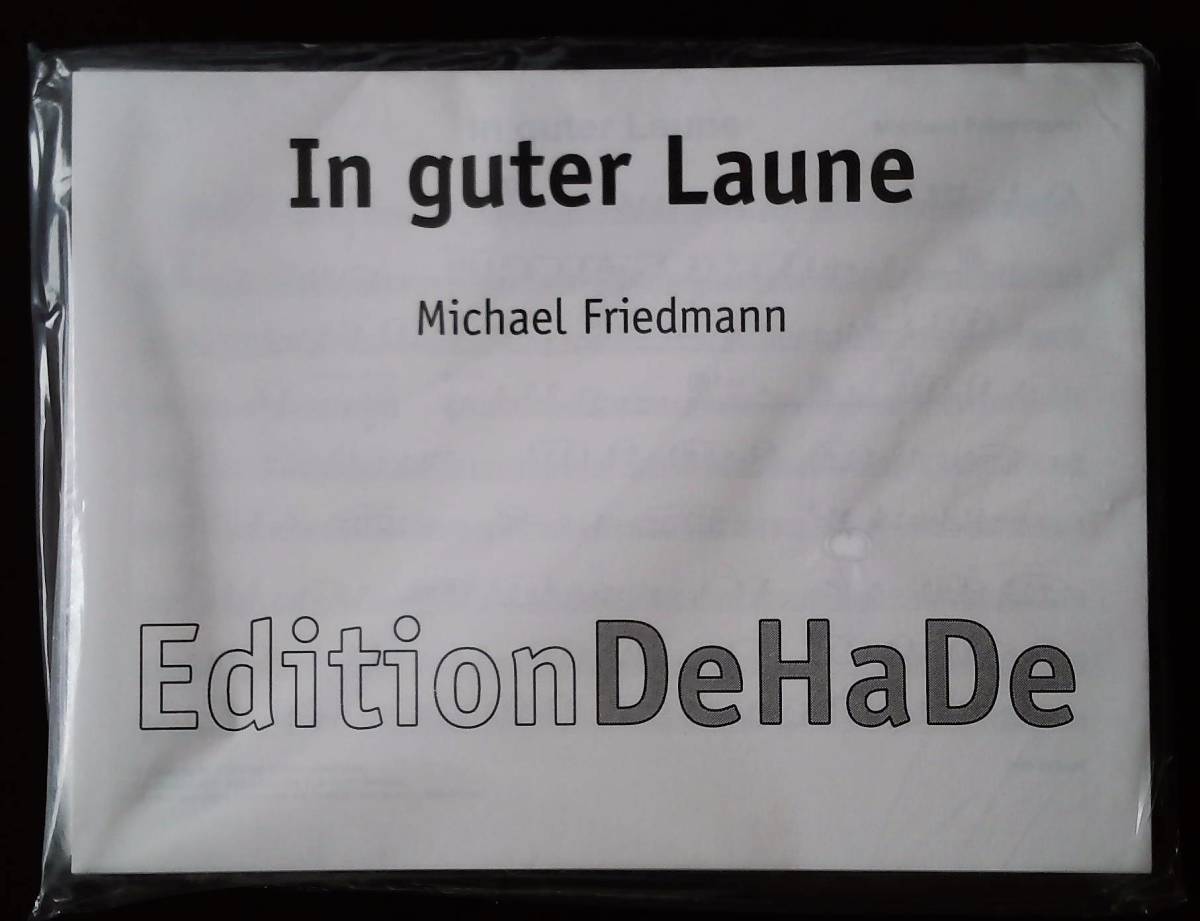 In guter Laune
Michael Friedmann
EditionDeHaDe